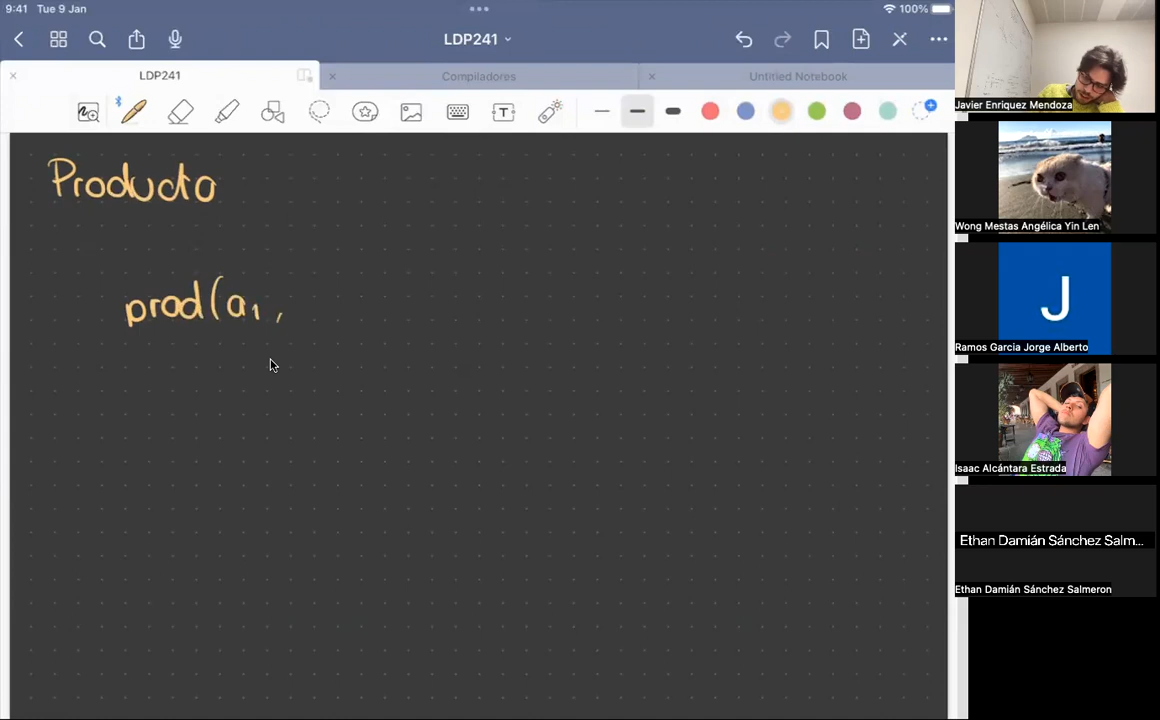 9:41 Tue 9 Jan
100%
LDP241
LDP241
Compiladores
Untitled Notebook
T
Producto
prod(a₁,
Javier Enriquez Mendoza
Wong Mestas Angélica Yin Len
J
Ramos Garcia Jorge Alberto
Isaac Alcántara Estrada
Ethan Damián Sánchez Salm...
Ethan Damián Sánchez Salmeron